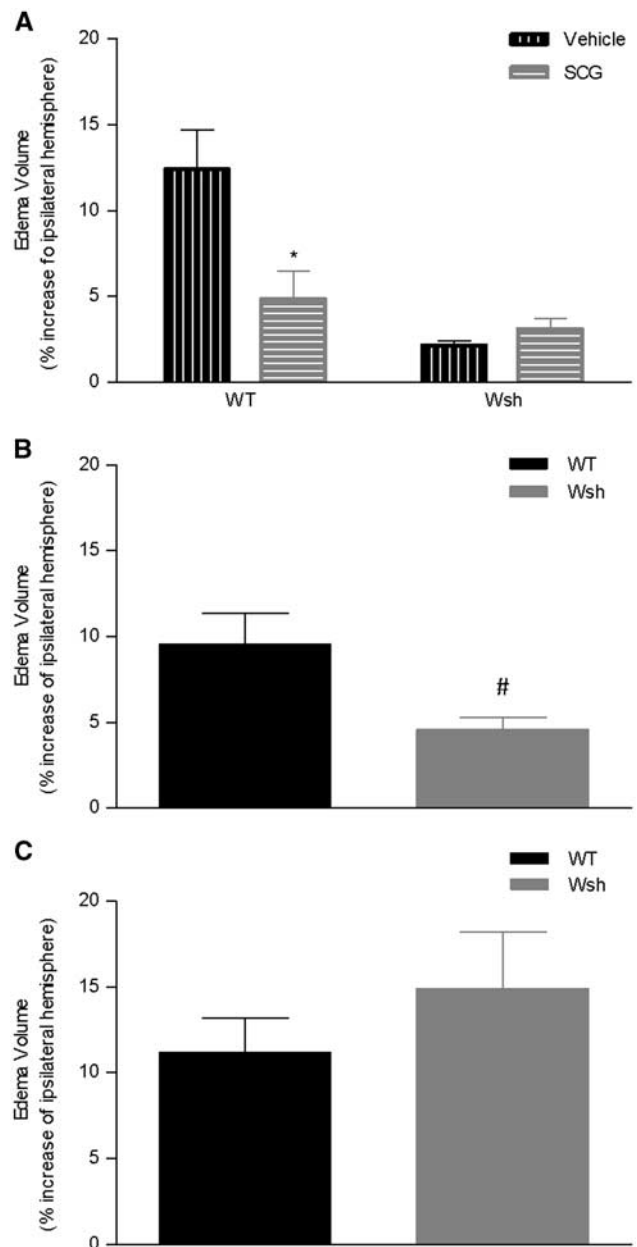 A
Edema Volume
(% increase fo ipsilateral hemisphere)
20
15
10
5
0
Vehicle
SCG
*
WT
Wsh
B
Edema Volume
(% increase of ipsilateral hemisphere)
20
15
10
5
0
WT
Wsh
#
C
Edema Volume
(% increase of ipsilateral hemisphere)
20
15
10
5
0
WT
Wsh